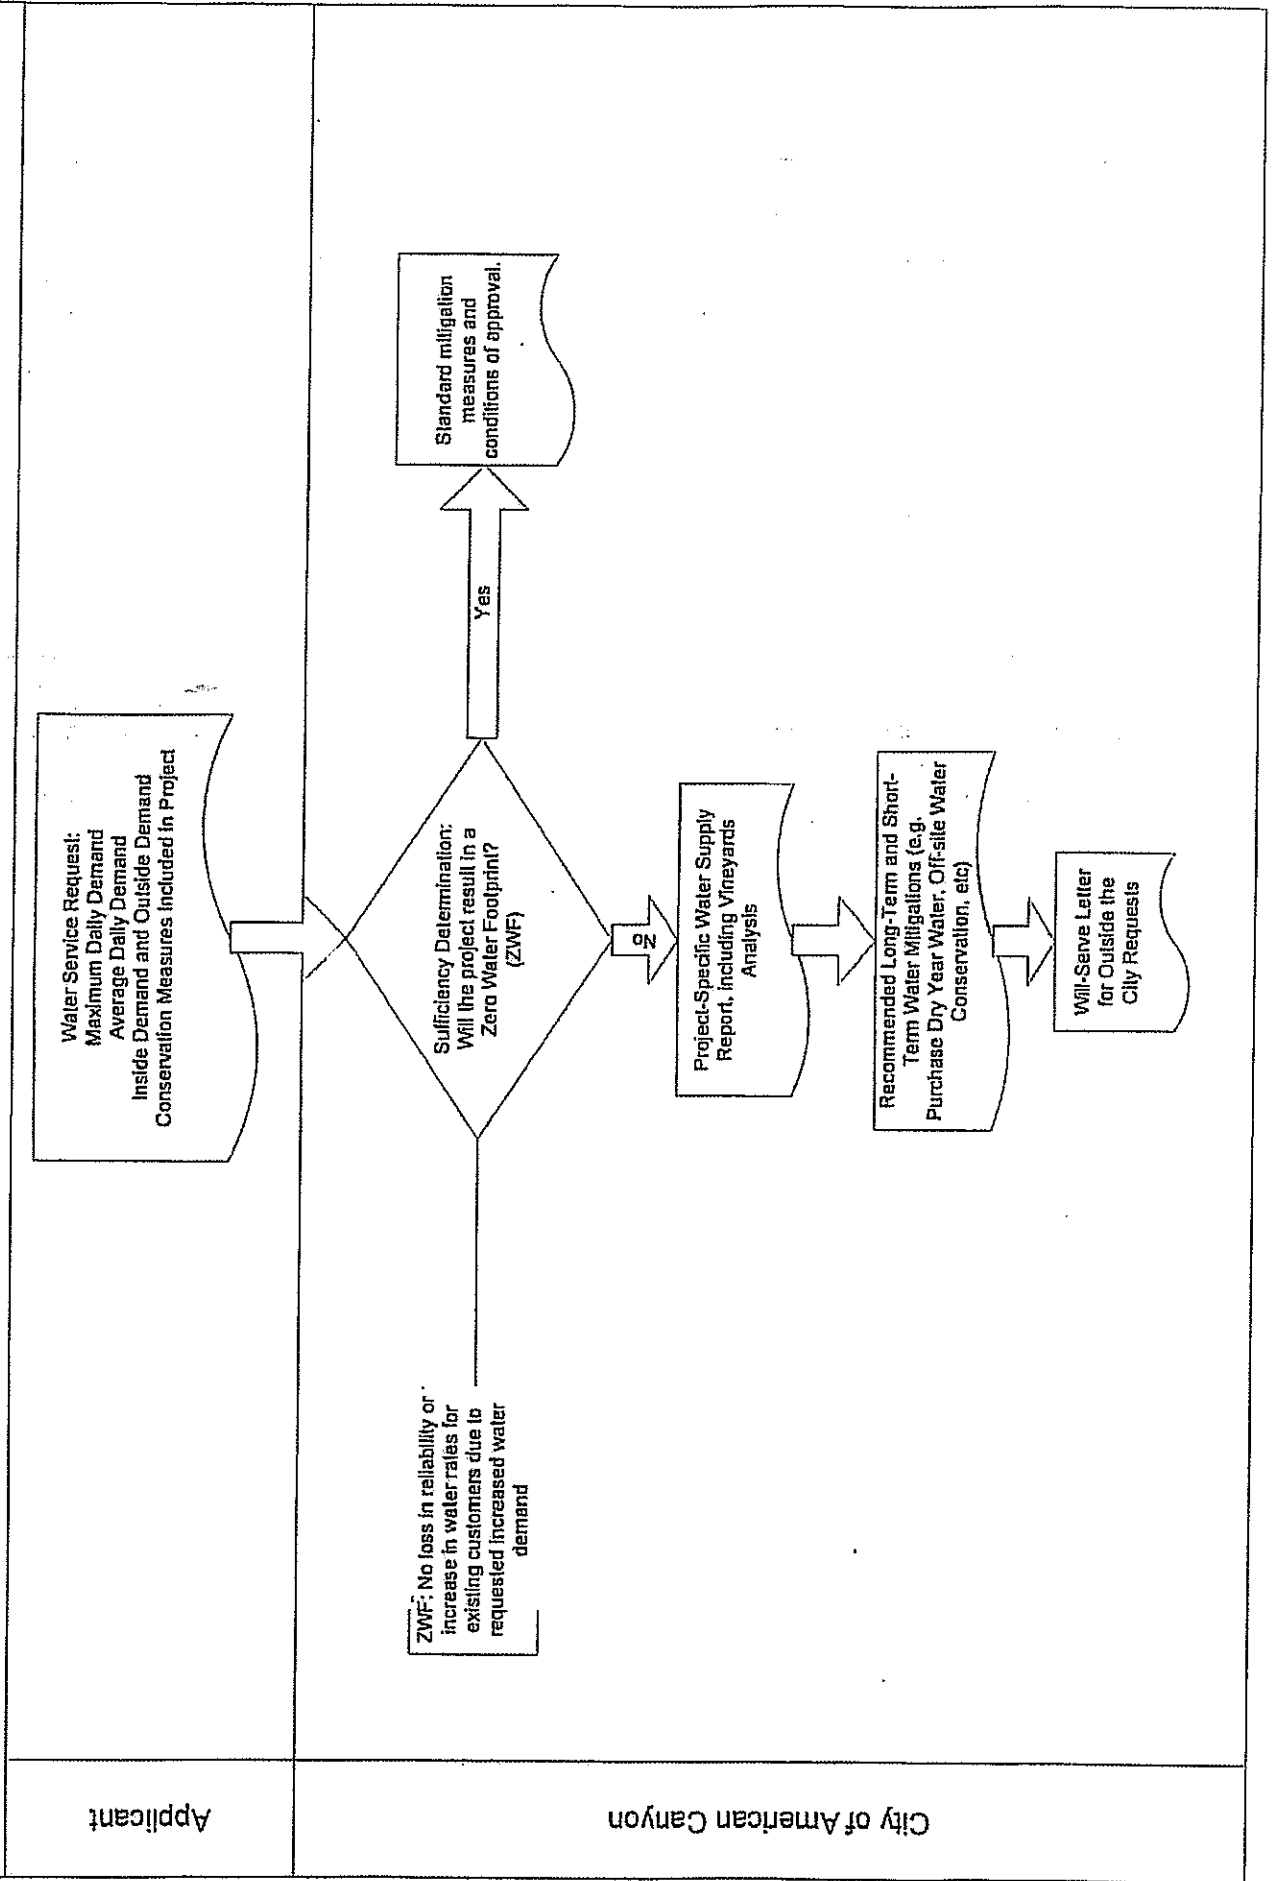 Applicant
Water Service Request:
Maximum Daily Demand
Average Daily Demand
Inside Demand and Outside Demand
Conservation Measures Included in Project
City of American Canyon
ZWF: No loss in reliability or
increase in water rates for
existing customers due to
requested increased water
demand
Sufficiency Determination:
Will the project result in a
Zero Water Footprint?
(ZWF)
Yes
Standard mitigation
measures and
conditions of approval.
No
Project-Specific Water Supply
Report, including Vineyards
Analysis
Recommended Long-Term and Short-
Term Water Mitigations (e.g.
Purchase Dry Year Water, Off-site Water
Conservation, etc)
Will-Serve Letter
for Outside the
City Requests